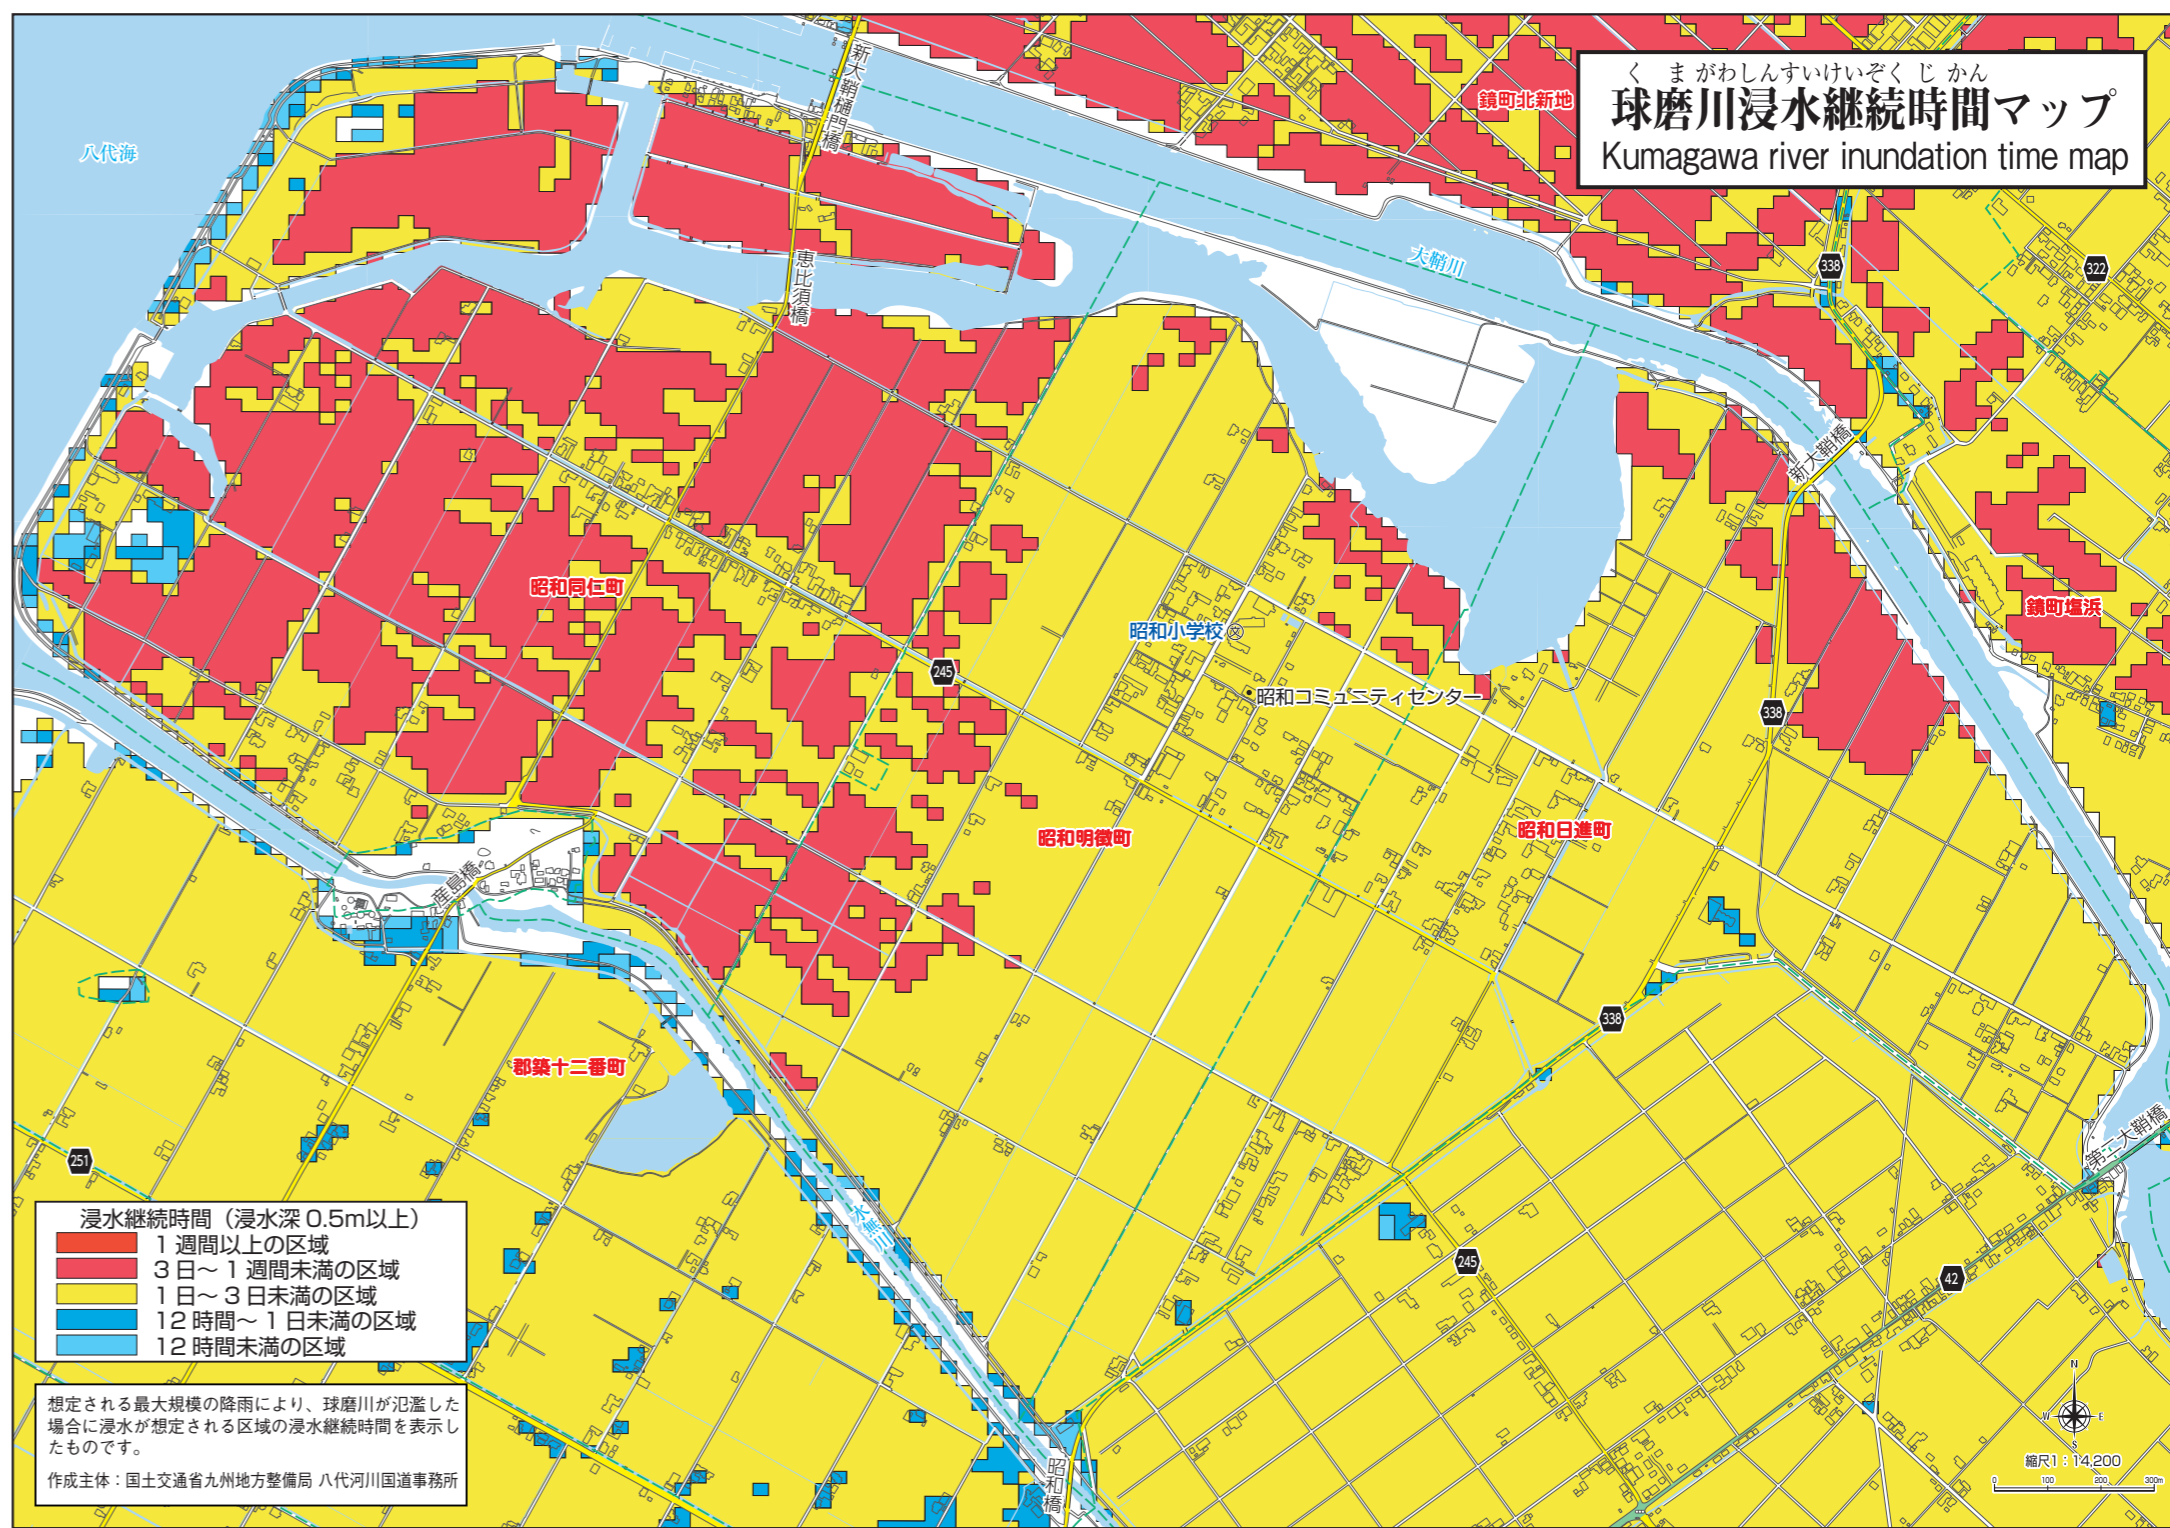 くまがわしんすいけいぞくじかん
球磨川浸水継続時間マップ
Kumagawa river inundation time map
新大鞘樋門橋
鏡町北新地
八代海
恵比須橋
大鞘川
338
322
新大鞘橋
昭和同仁町
鏡町塩浜
昭和小学校
文
245
昭和コミュニティセンター
338
昭和明徴町
昭和日進町
産島橋
338
郡築十二番町
第二大鞘橋
251
水無川
245
42
昭和橋
浸水継続時間（浸水深 0.5m以上）
1 週間以上の区域
3 日～ 1 週間未満の区域
1 日～ 3 日未満の区域
12 時間～ 1 日未満の区域
12 時間未満の区域
想定される最大規模の降雨により、球磨川が氾濫した
場合に浸水が想定される区域の浸水継続時間を表示し
たものです。
作成主体：国土交通省九州地方整備局 八代河川国道事務所
N
W E
S
縮尺1：14,200
0 100 200 300m